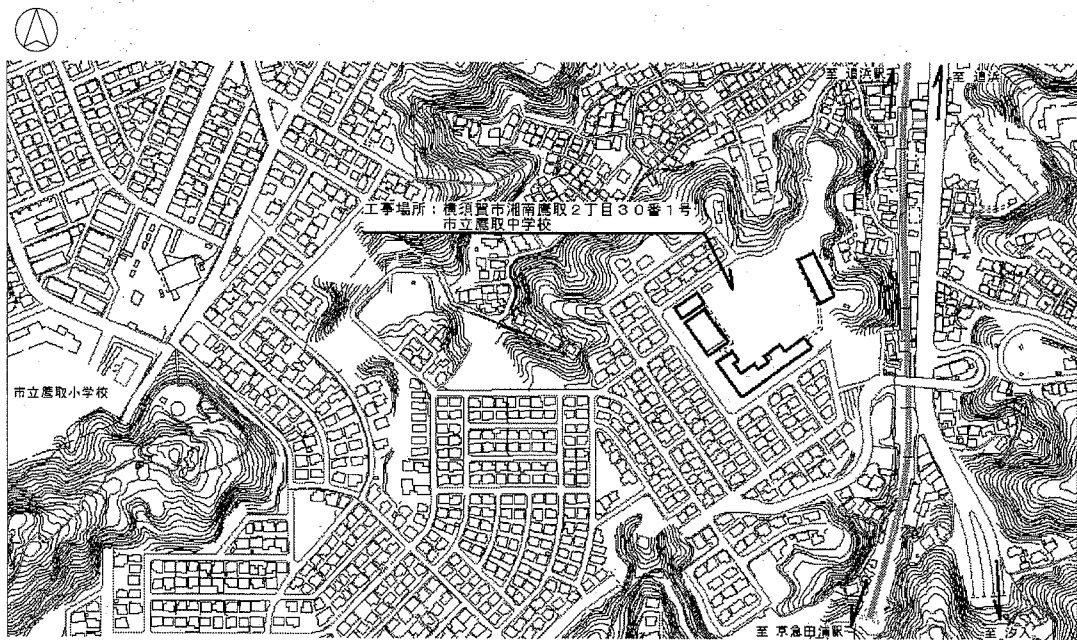 至 追浜駅
至 追浜
工事場所：横須賀市湘南鷹取２丁目３０番１号
市立鷹取中学校
市立鷹取小学校
至 京急田浦駅
至